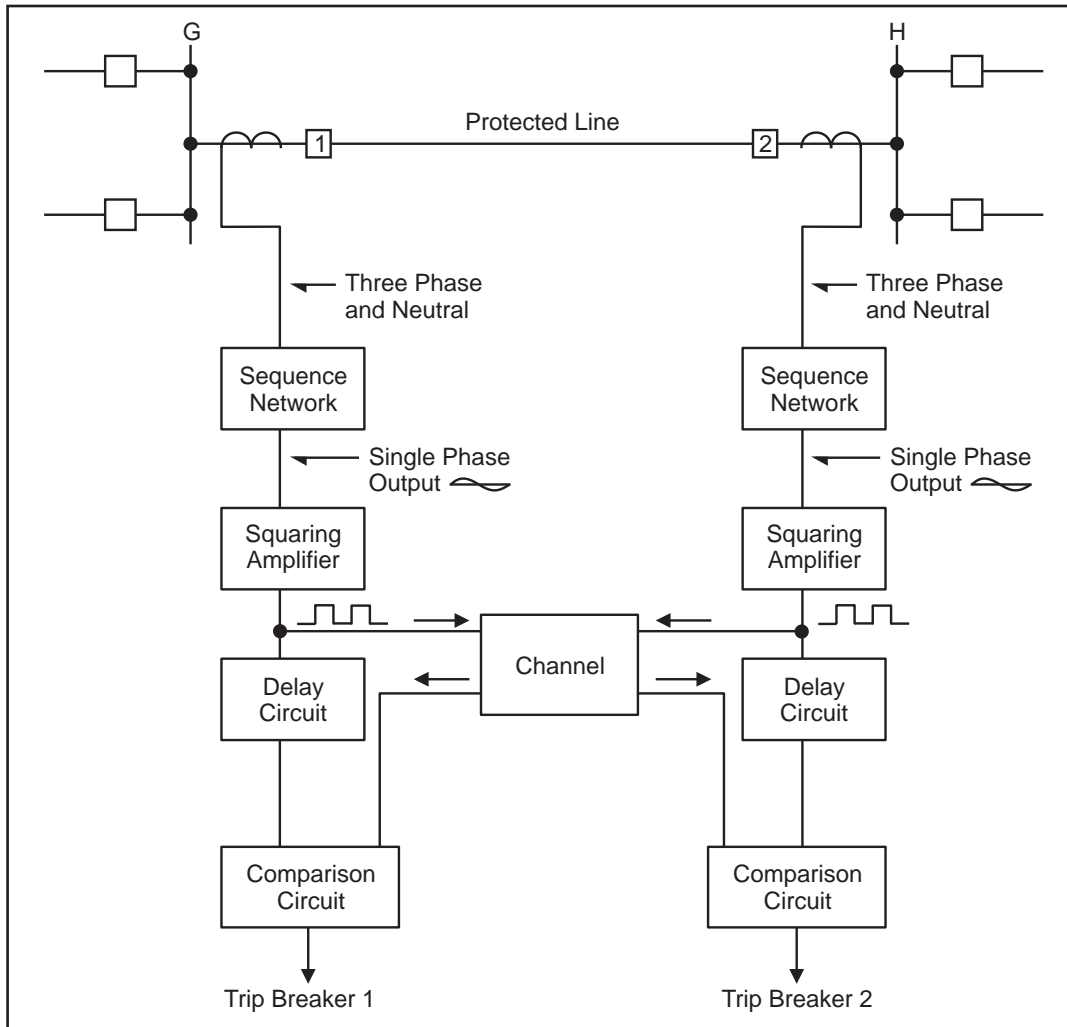 G
H
Protected Line
1
2
Three Phase
and Neutral
Three Phase
and Neutral
Sequence
Network
Sequence
Network
Single Phase
Output
Single Phase
Output
Squaring
Amplifier
Squaring
Amplifier
Channel
Delay
Circuit
Delay
Circuit
Comparison
Circuit
Comparison
Circuit
Trip Breaker 1
Trip Breaker 2